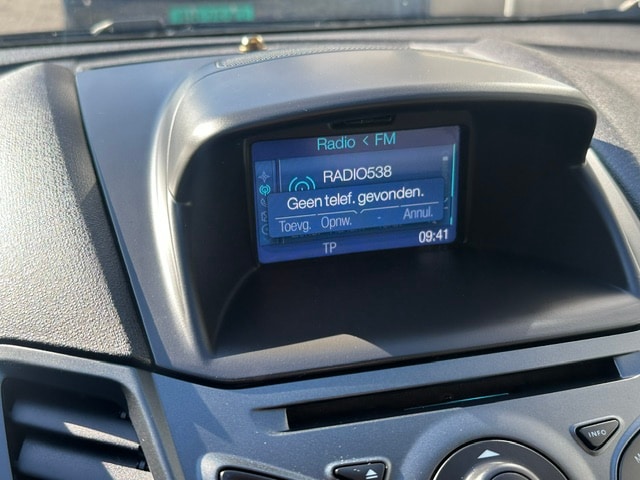 Radio < FM
RADIO538
Geen telef. gevonden.
Toevg. Opnw. - Annul.
TP 09:41
INFO